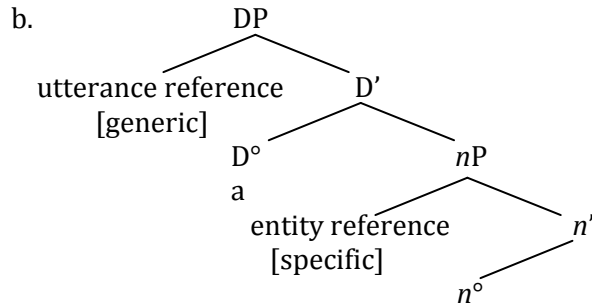 b. DP
utterance reference D’
[generic]
D° nP
a
entity reference n’
[specific]
n°